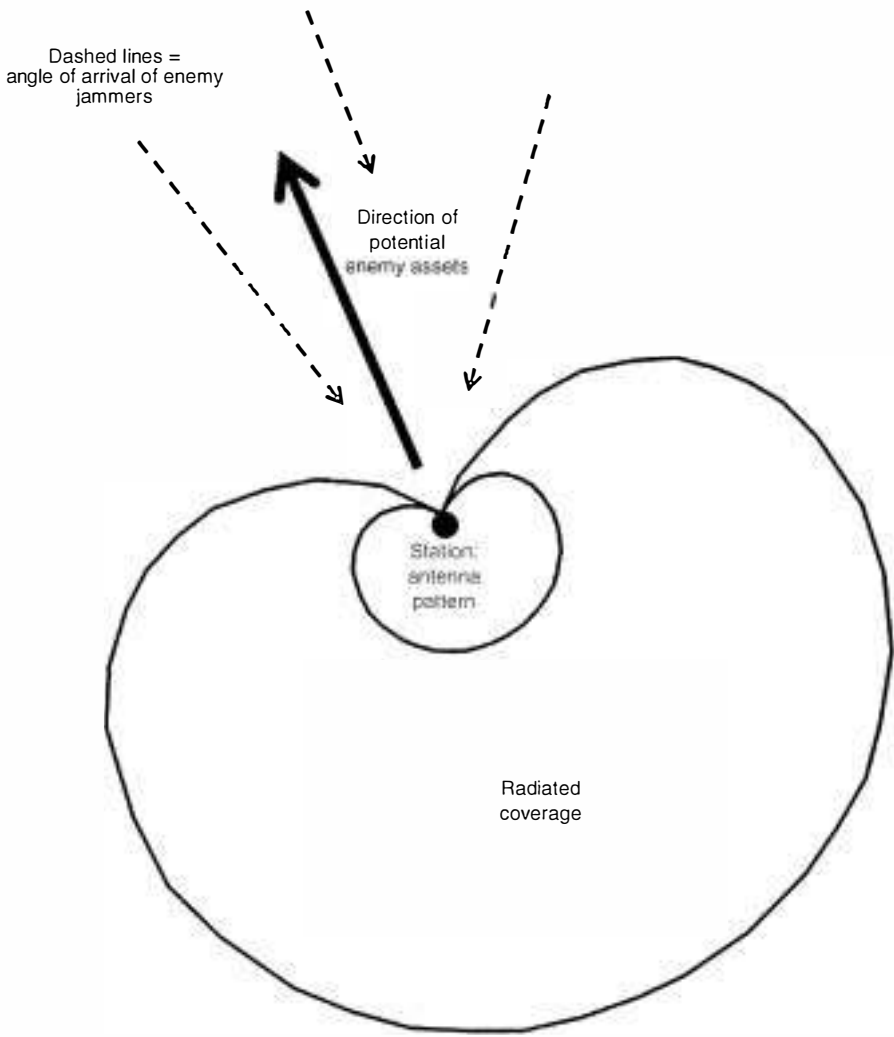 Dashed lines =
angle of arrival of enemy
jammers
Direction of
potential
enemy assets
Station:
antenna
pattern
Radiated
coverage